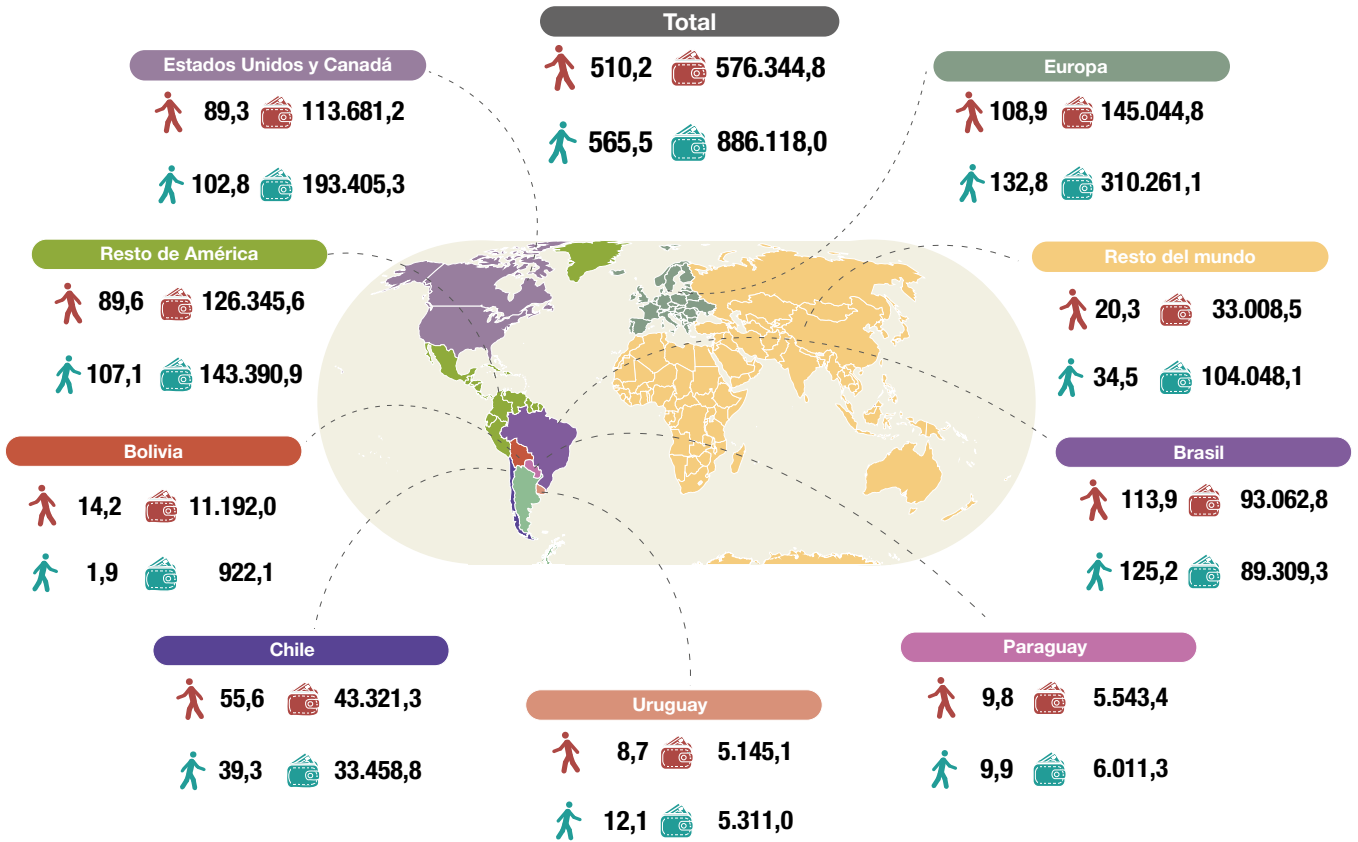 Total
510,2 576.344,8
565,5 886.118,0
Estados Unidos y Canadá
89,3 113.681,2
102,8 193.405,3
Europa
108,9 145.044,8
132,8 310.261,1
Resto de América
89,6 126.345,6
107,1 143.390,9
Resto del mundo
20,3 33.008,5
34,5 104.048,1
Bolivia
14,2 11.192,0
1,9 922,1
Brasil
113,9 93.062,8
125,2 89.309,3
Chile
55,6 43.321,3
39,3 33.458,8
Uruguay
8,7 5.145,1
12,1 5.311,0
Paraguay
9,8 5.543,4
9,9 6.011,3